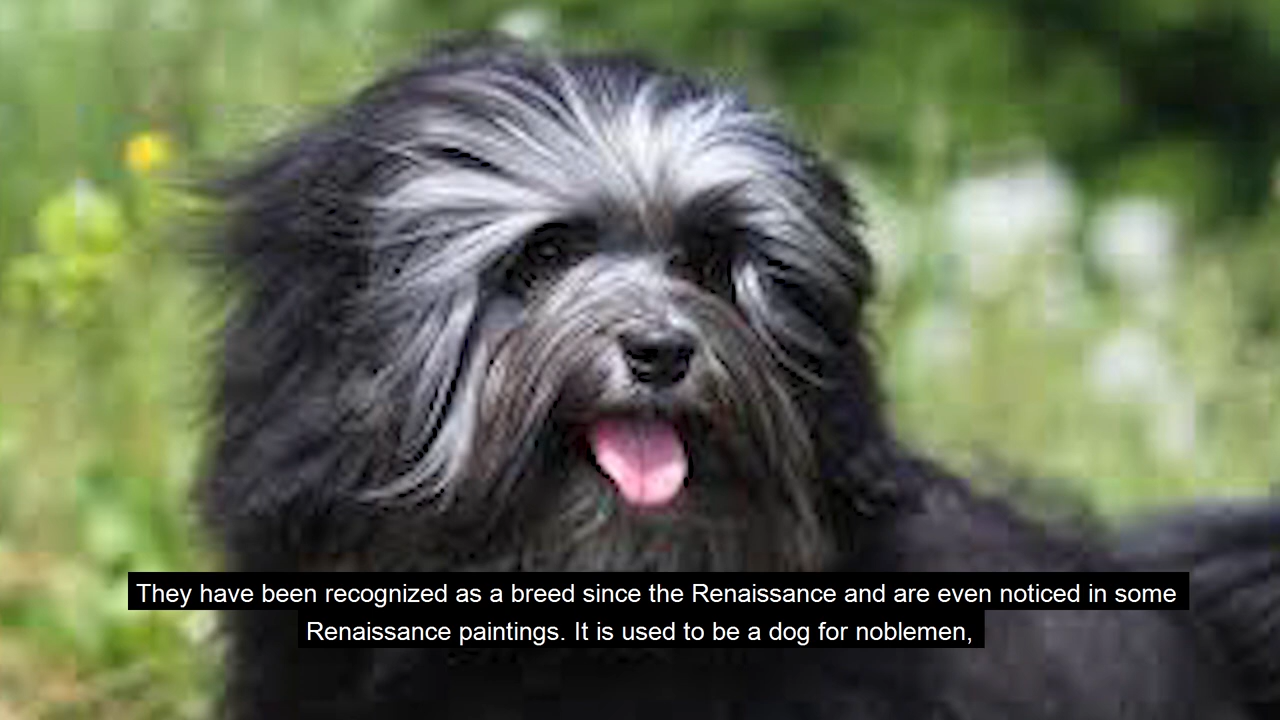 They have been recognized as a breed since the Renaissance and are even noticed in some
Renaissance paintings. It is used to be a dog for noblemen,